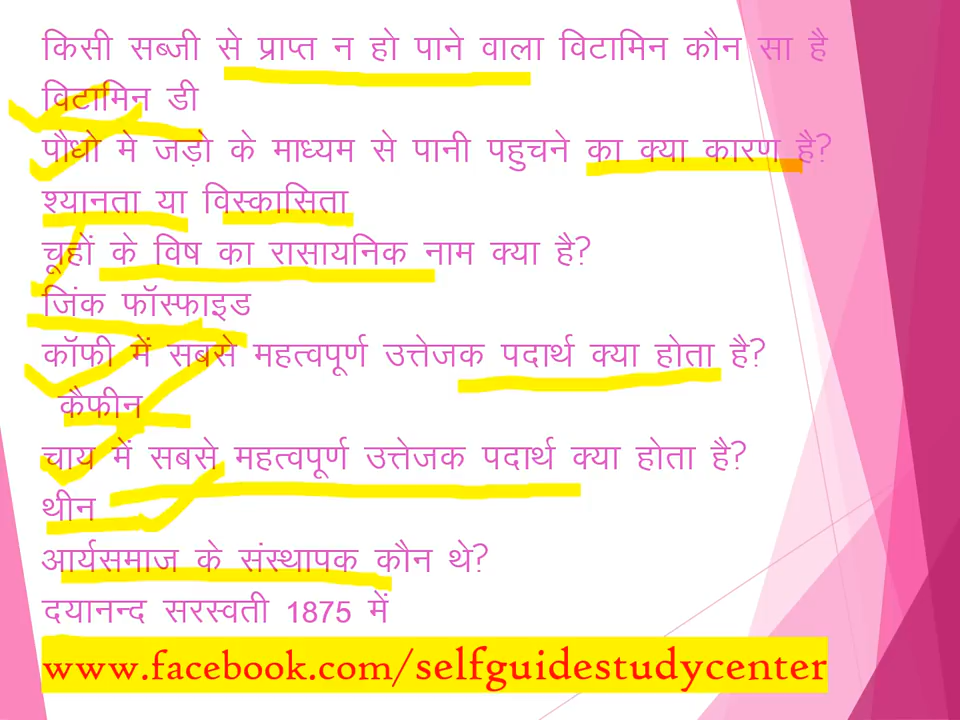 किसी सब्जी से प्राप्त न हो पाने वाला विटामिन कौन सा है
विटामिन डी
पौधो मे जड़ो के माध्यम से पानी पहुचने का क्या कारण है?
श्यानता या विस्कासिता
चूहों के विष का रासायनिक नाम क्या है?
जिंक फॉस्फाइड
कॉफी में सबसे महत्वपूर्ण उत्तेजक पदार्थ क्या होता है?
कैफीन
चाय में सबसे महत्वपूर्ण उत्तेजक पदार्थ क्या होता है?
थीन
आर्यसमाज के संस्थापक कौन थे?
दयानन्द सरस्वती 1875 में
www.facebook.com/selfguidestudycenter